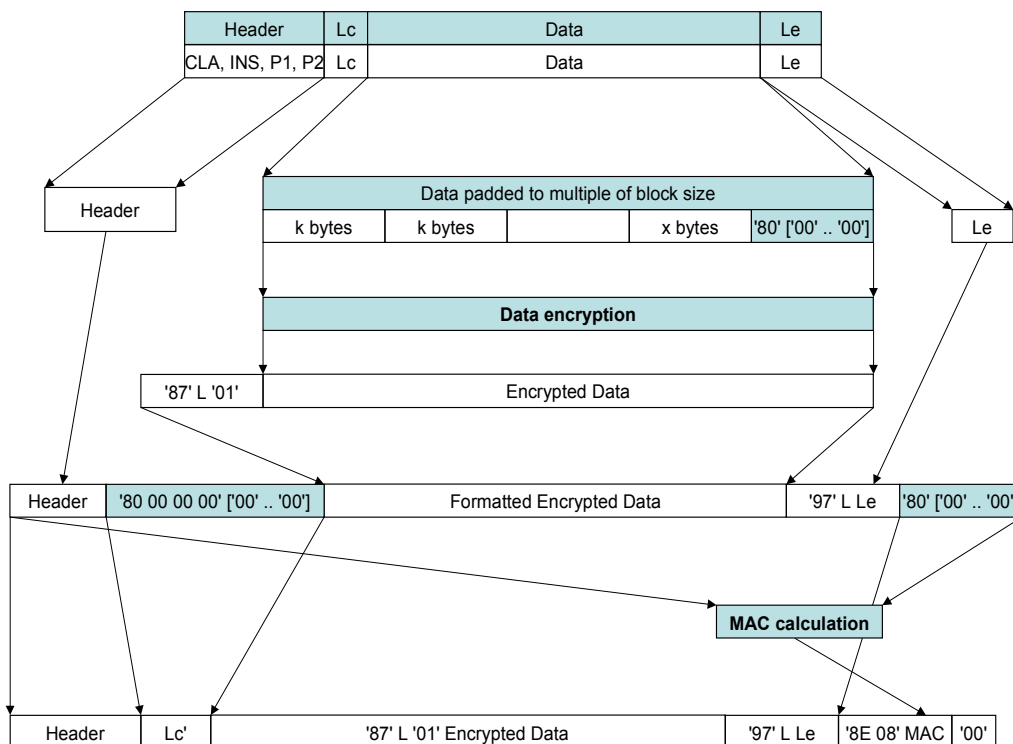 Header Lc Data Le
CLA, INS, P1, P2 Lc Data Le
Data padded to multiple of block size
Header
k bytes k bytes x bytes '80' ['00' .. '00']
Le
Data encryption
'87' L '01' Encrypted Data
Header '80 00 00 00' ['00' .. '00'] Formatted Encrypted Data '97' L Le '80' ['00' .. '00'
MAC calculation
Header Lc' '87' L '01' Encrypted Data '97' L Le '8E 08' MAC '00'